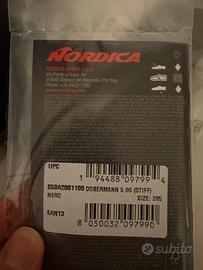 NORDICA
TECNICA GROUP S.p.A.
Via Fante d'Italia, 56
31040 Giavera del Montello (TV) Italy
Phone +39 0422 7280
UPC
1 94488 09799 4
050A2001100 DOBERMANN 5 96 (STIFF)
NERO
SIZE: 285
EAN13
8 050032 097990
subito